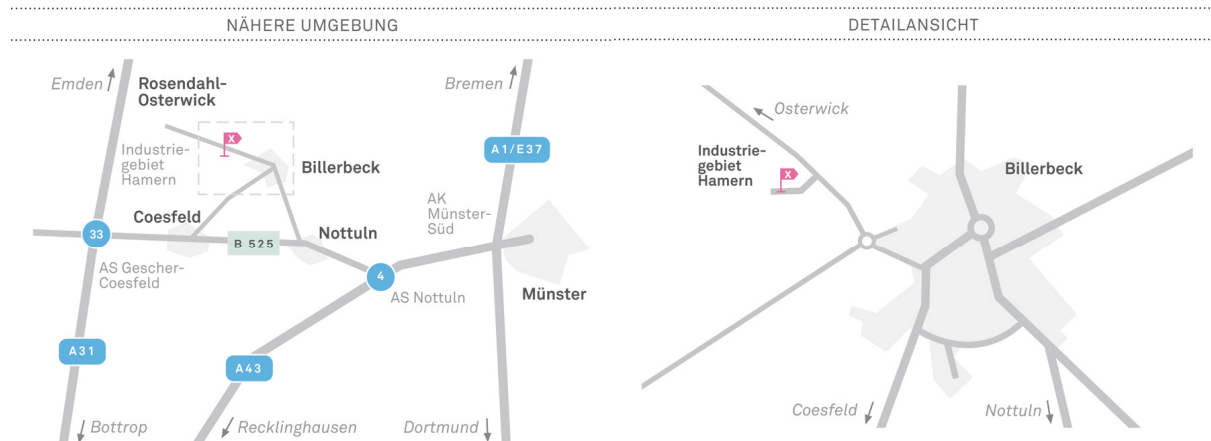 NÄHERE UMGEBUNG
Emden
Rosendahl-
Osterwick
Bremen
X
A1/E37
Industrie-
gebiet
Hamern
Billerbeck
AK
Münster-
Süd
Coesfeld
Nottuln
33
B 525
AS Gescher-
Coesfeld
4
AS Nottuln
Münster
A31
A43
Bottrop
Recklinghausen
Dortmund
DETAILANSICHT
Osterwick
Industrie-
gebiet
Hamern
X
Billerbeck
Coesfeld
Nottuln